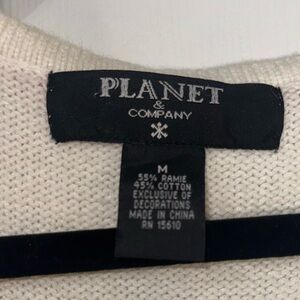 PLANET
&
COMPANY
M
55% RAMIE
45% COTTON
EXCLUSIVE OF
DECORATIONS
MADE IN CHINA
RN 15610